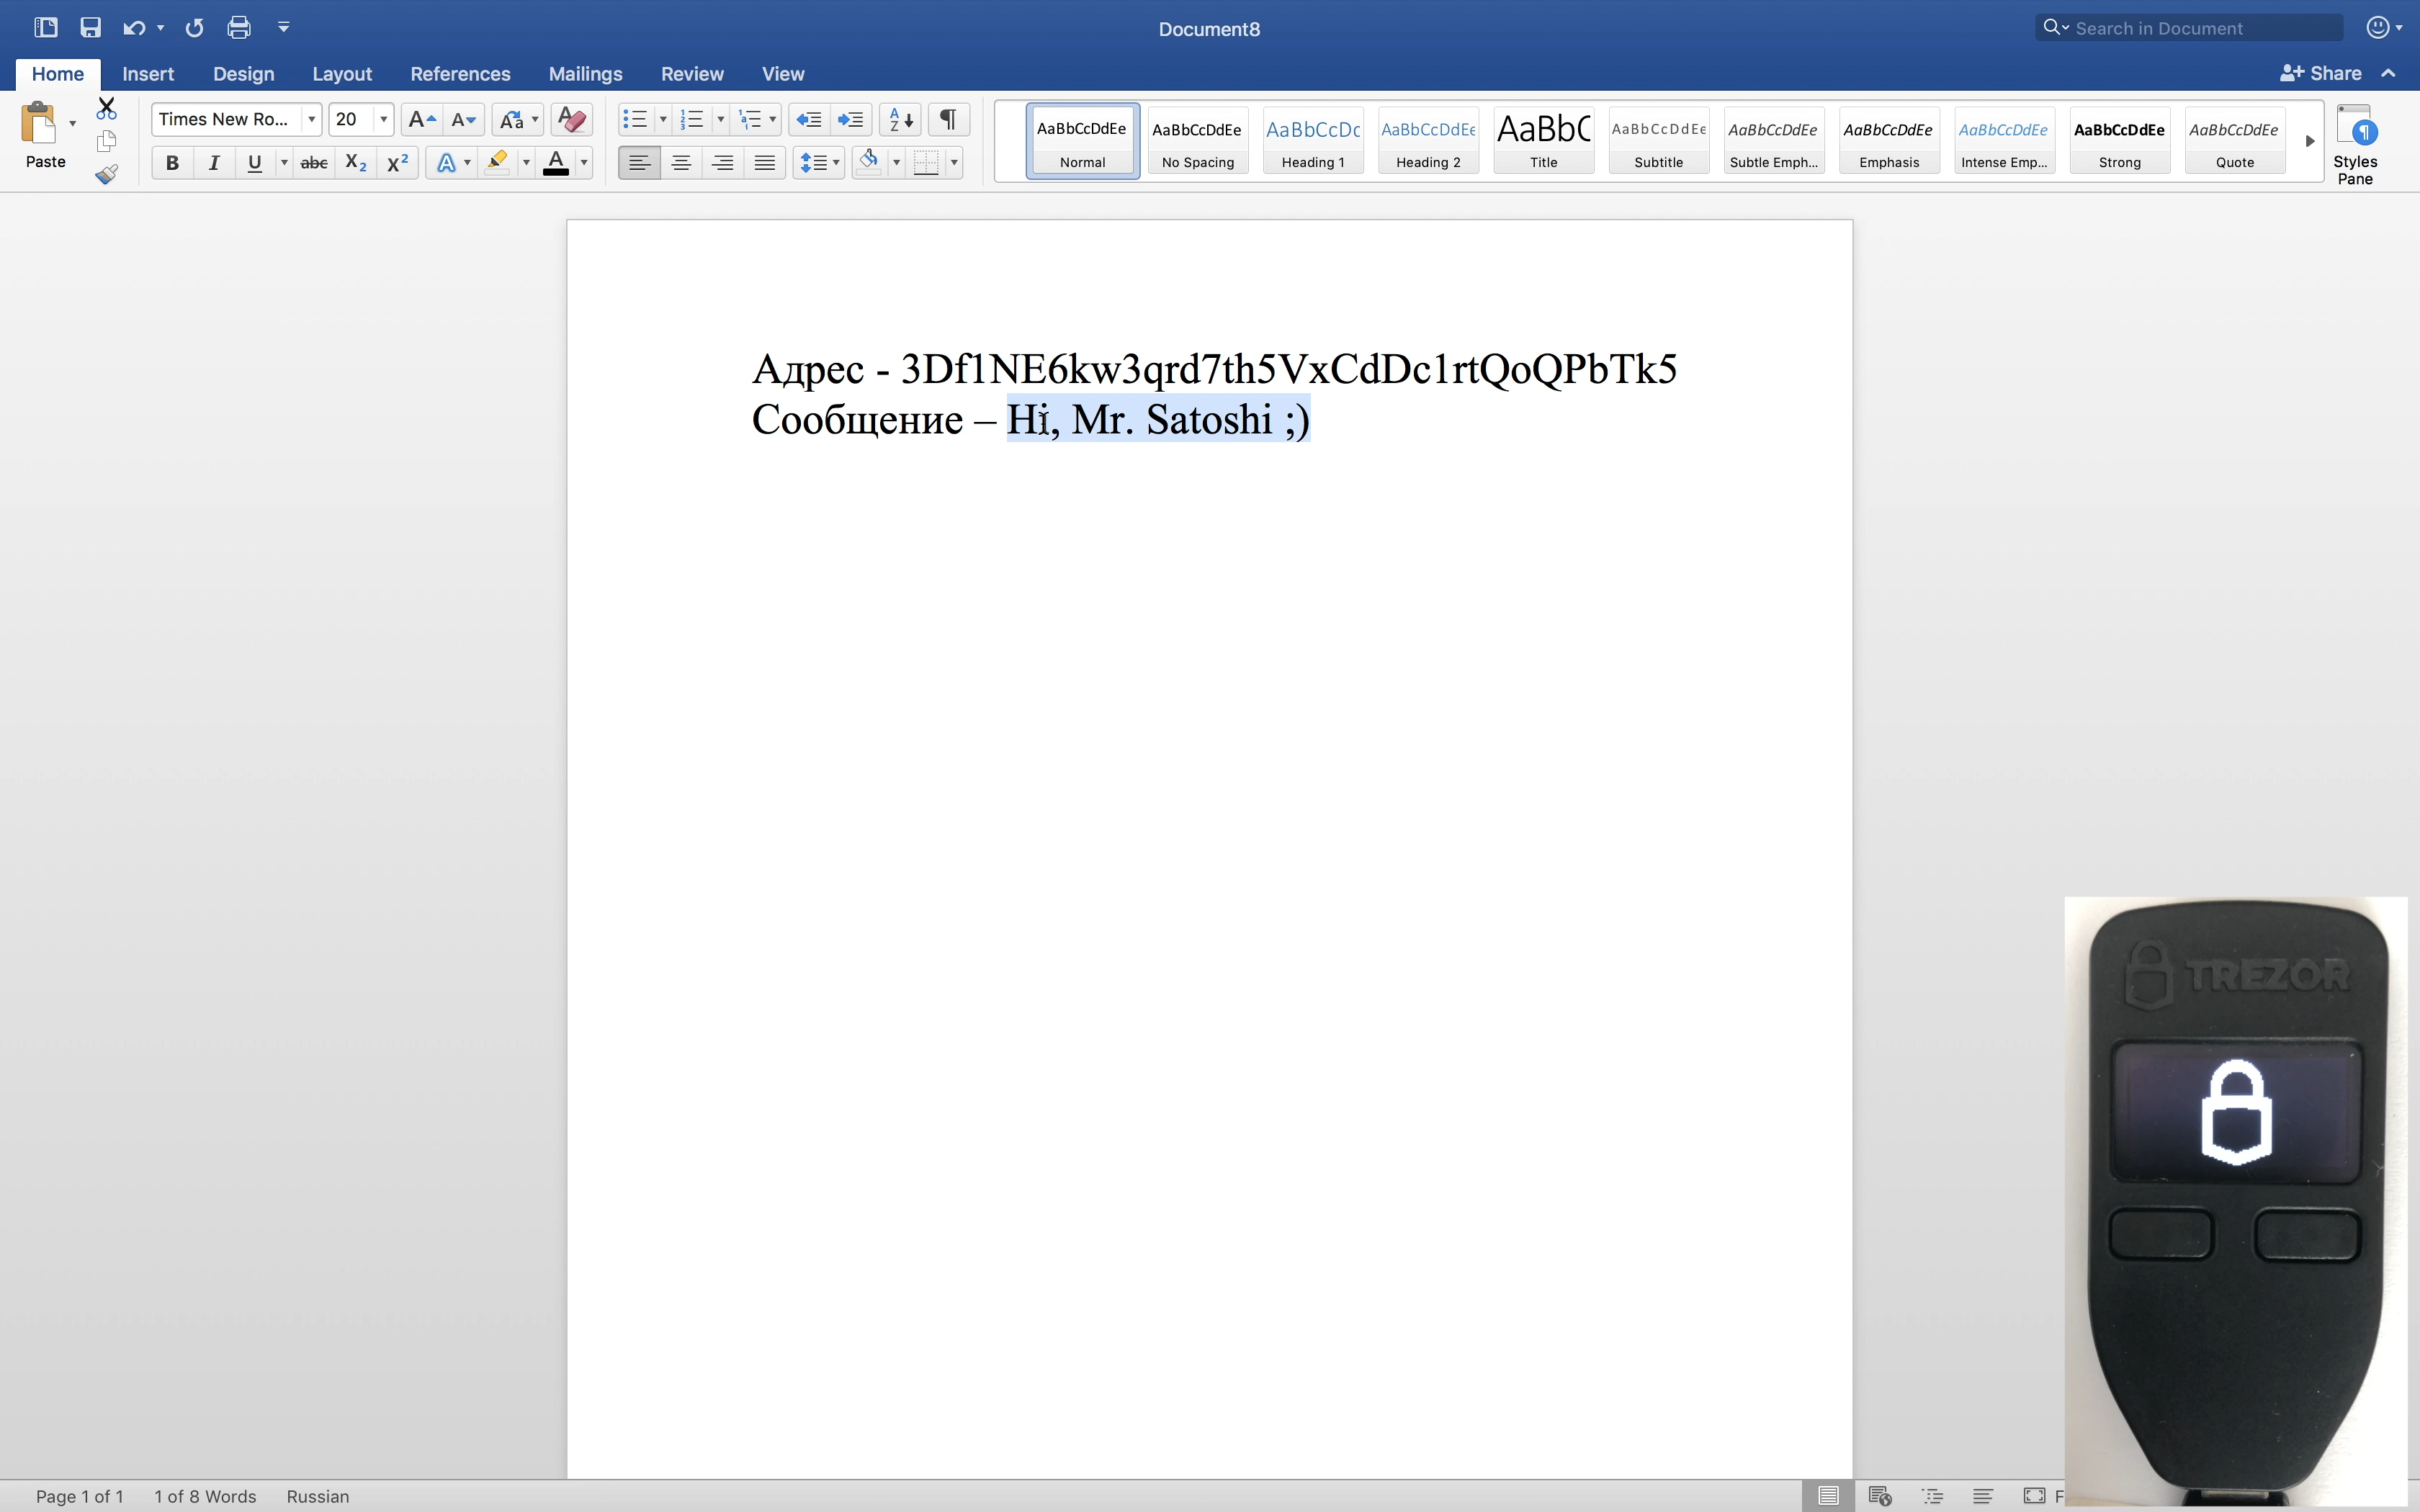 Document8
Search in Document
Home Insert Design Layout References Mailings Review View
Share
Paste
Times New Ro... 20
AaBbCcDdEe AaBbCcDdEe AaBbCcDc AaBbCcDdEe AaBbC AaBbCcDdEe AaBbCcDdEe AaBbCcDdEe AaBbCcDdEe AaBbCcDdEe AaBbCcDdEe
Normal No Spacing Heading 1 Heading 2 Title Subtitle Subtle Emph... Emphasis Intense Emp... Strong Quote
Styles
Pane
Адрес - 3Df1NE6kw3qrd7th5VxCdDc1rtQoQPbTk5
Сообщение – Hi, Mr. Satoshi ;)
TREZOR
Page 1 of 1 1 of 8 Words Russian